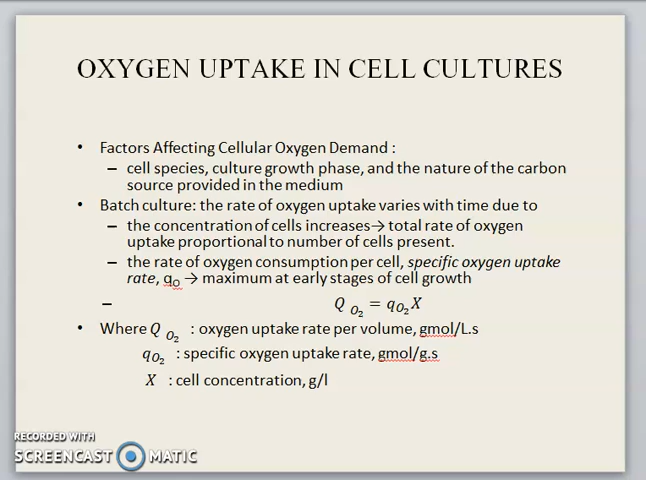 OXYGEN UPTAKE IN CELL CULTURES
• Factors Affecting Cellular Oxygen Demand :
– cell species, culture growth phase, and the nature of the carbon
source provided in the medium
• Batch culture: the rate of oxygen uptake varies with time due to
– the concentration of cells increases→ total rate of oxygen
uptake proportional to number of cells present.
– the rate of oxygen consumption per cell, specific oxygen uptake
rate, qo → maximum at early stages of cell growth
– Q O₂ = qO₂X
• Where Q O₂ : oxygen uptake rate per volume, gmol/L.s
qO₂ : specific oxygen uptake rate, gmol/g.s
X : cell concentration, g/l
RECORDED WITH
SCREENCAST MATIC